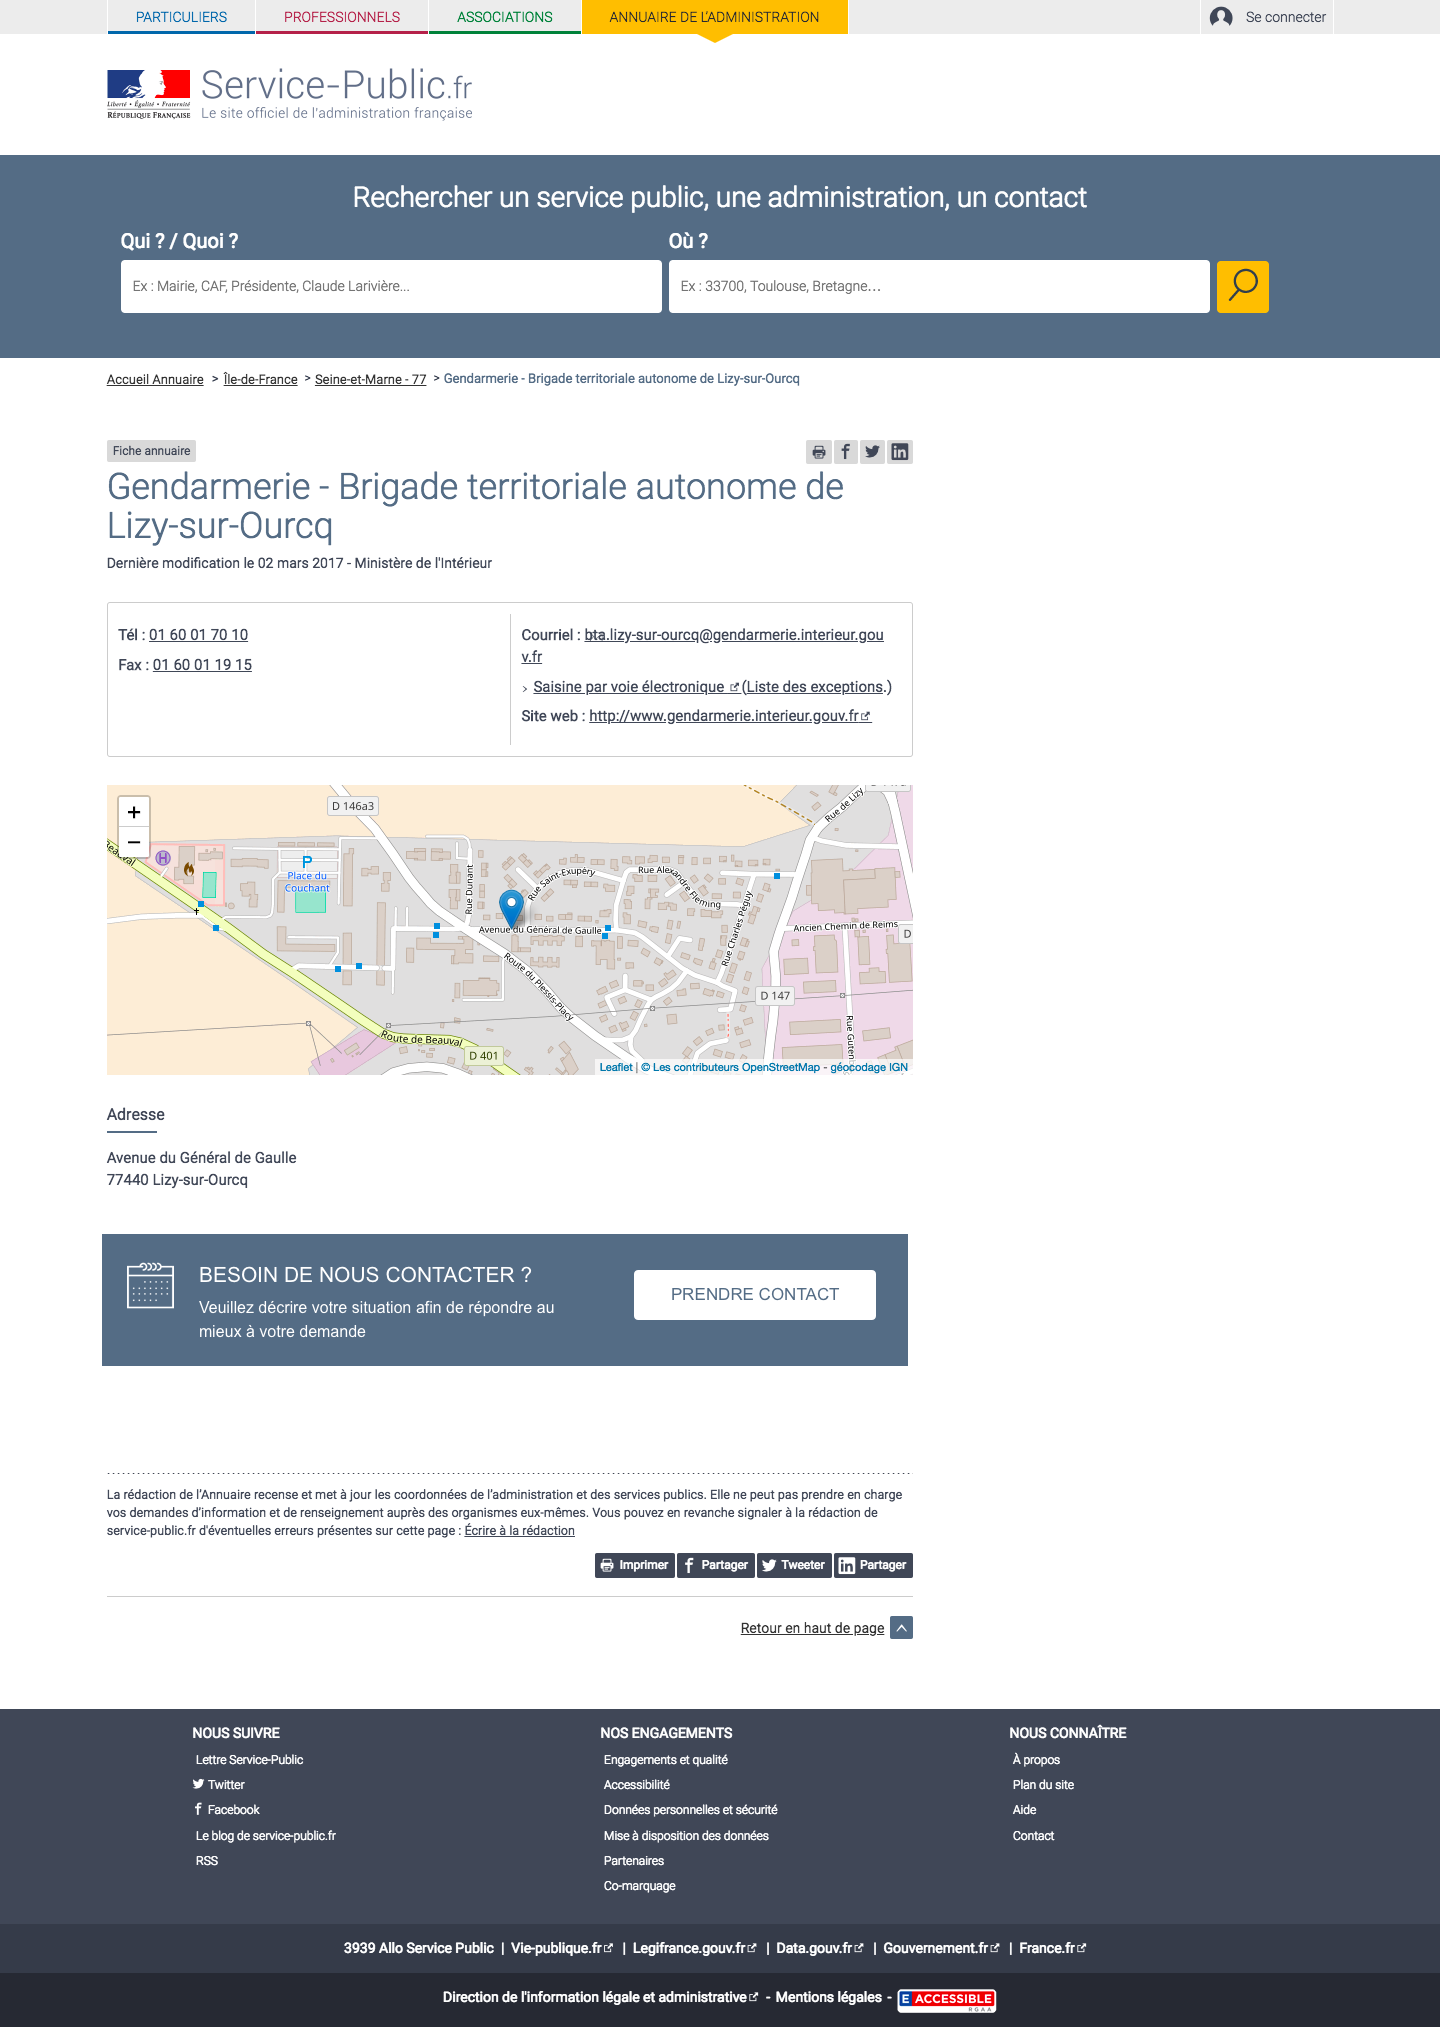 PARTICULIERS
PROFESSIONNELS
ASSOCIATIONS
ANNUAIRE DE L'ADMINISTRATION
Se connecter
Liberté • Égalité • Fraternité
RÉPUBLIQUE FRANÇAISE
Service-Public.fr
Le site officiel de l'administration française
Rechercher un service public, une administration, un contact
Qui ? / Quoi ?
Où ?
Ex : Mairie, CAF, Présidente, Claude Larivière...
Ex : 33700, Toulouse, Bretagne...
Accueil Annuaire > Île-de-France > Seine-et-Marne - 77 > Gendarmerie - Brigade territoriale autonome de Lizy-sur-Ourcq
Fiche annuaire
Gendarmerie - Brigade territoriale autonome de
Lizy-sur-Ourcq
Dernière modification le 02 mars 2017 - Ministère de l'Intérieur
Tél : 01 60 01 70 10
Fax : 01 60 01 19 15
Courriel : bta.lizy-sur-ourcq@gendarmerie.interieur.gou
v.fr
› Saisine par voie électronique (Liste des exceptions.)
Site web : http://www.gendarmerie.interieur.gouv.fr
+
−
D 146a3
Rue de Lizy
H
P
Place du
Couchant
Rue Dunant
Rue Saint-Exupéry
Rue Alexandre Fleming
Rue Charles Péguy
Avenue du Général de Gaulle
Ancien Chemin de Reims
D
Route du Plessis-Placy
D 147
Route de Beauval
D 401
Leaflet | © Les contributeurs OpenStreetMap - géocodage IGN
Adresse
Avenue du Général de Gaulle
77440 Lizy-sur-Ourcq
BESOIN DE NOUS CONTACTER ?
Veuillez décrire votre situation afin de répondre au
mieux à votre demande
PRENDRE CONTACT
La rédaction de l'Annuaire recense et met à jour les coordonnées de l'administration et des services publics. Elle ne peut pas prendre en charge
vos demandes d'information et de renseignement auprès des organismes eux-mêmes. Vous pouvez en revanche signaler à la rédaction de
service-public.fr d'éventuelles erreurs présentes sur cette page : Écrire à la rédaction
Imprimer
Partager
Tweeter
Partager
Retour en haut de page
NOUS SUIVRE
Lettre Service-Public
Twitter
Facebook
Le blog de service-public.fr
RSS
NOS ENGAGEMENTS
Engagements et qualité
Accessibilité
Données personnelles et sécurité
Mise à disposition des données
Partenaires
Co-marquage
NOUS CONNAÎTRE
À propos
Plan du site
Aide
Contact
3939 Allo Service Public | Vie-publique.fr | Legifrance.gouv.fr | Data.gouv.fr | Gouvernement.fr | France.fr
Direction de l'information légale et administrative - Mentions légales - E ACCESSIBLE
RGAA